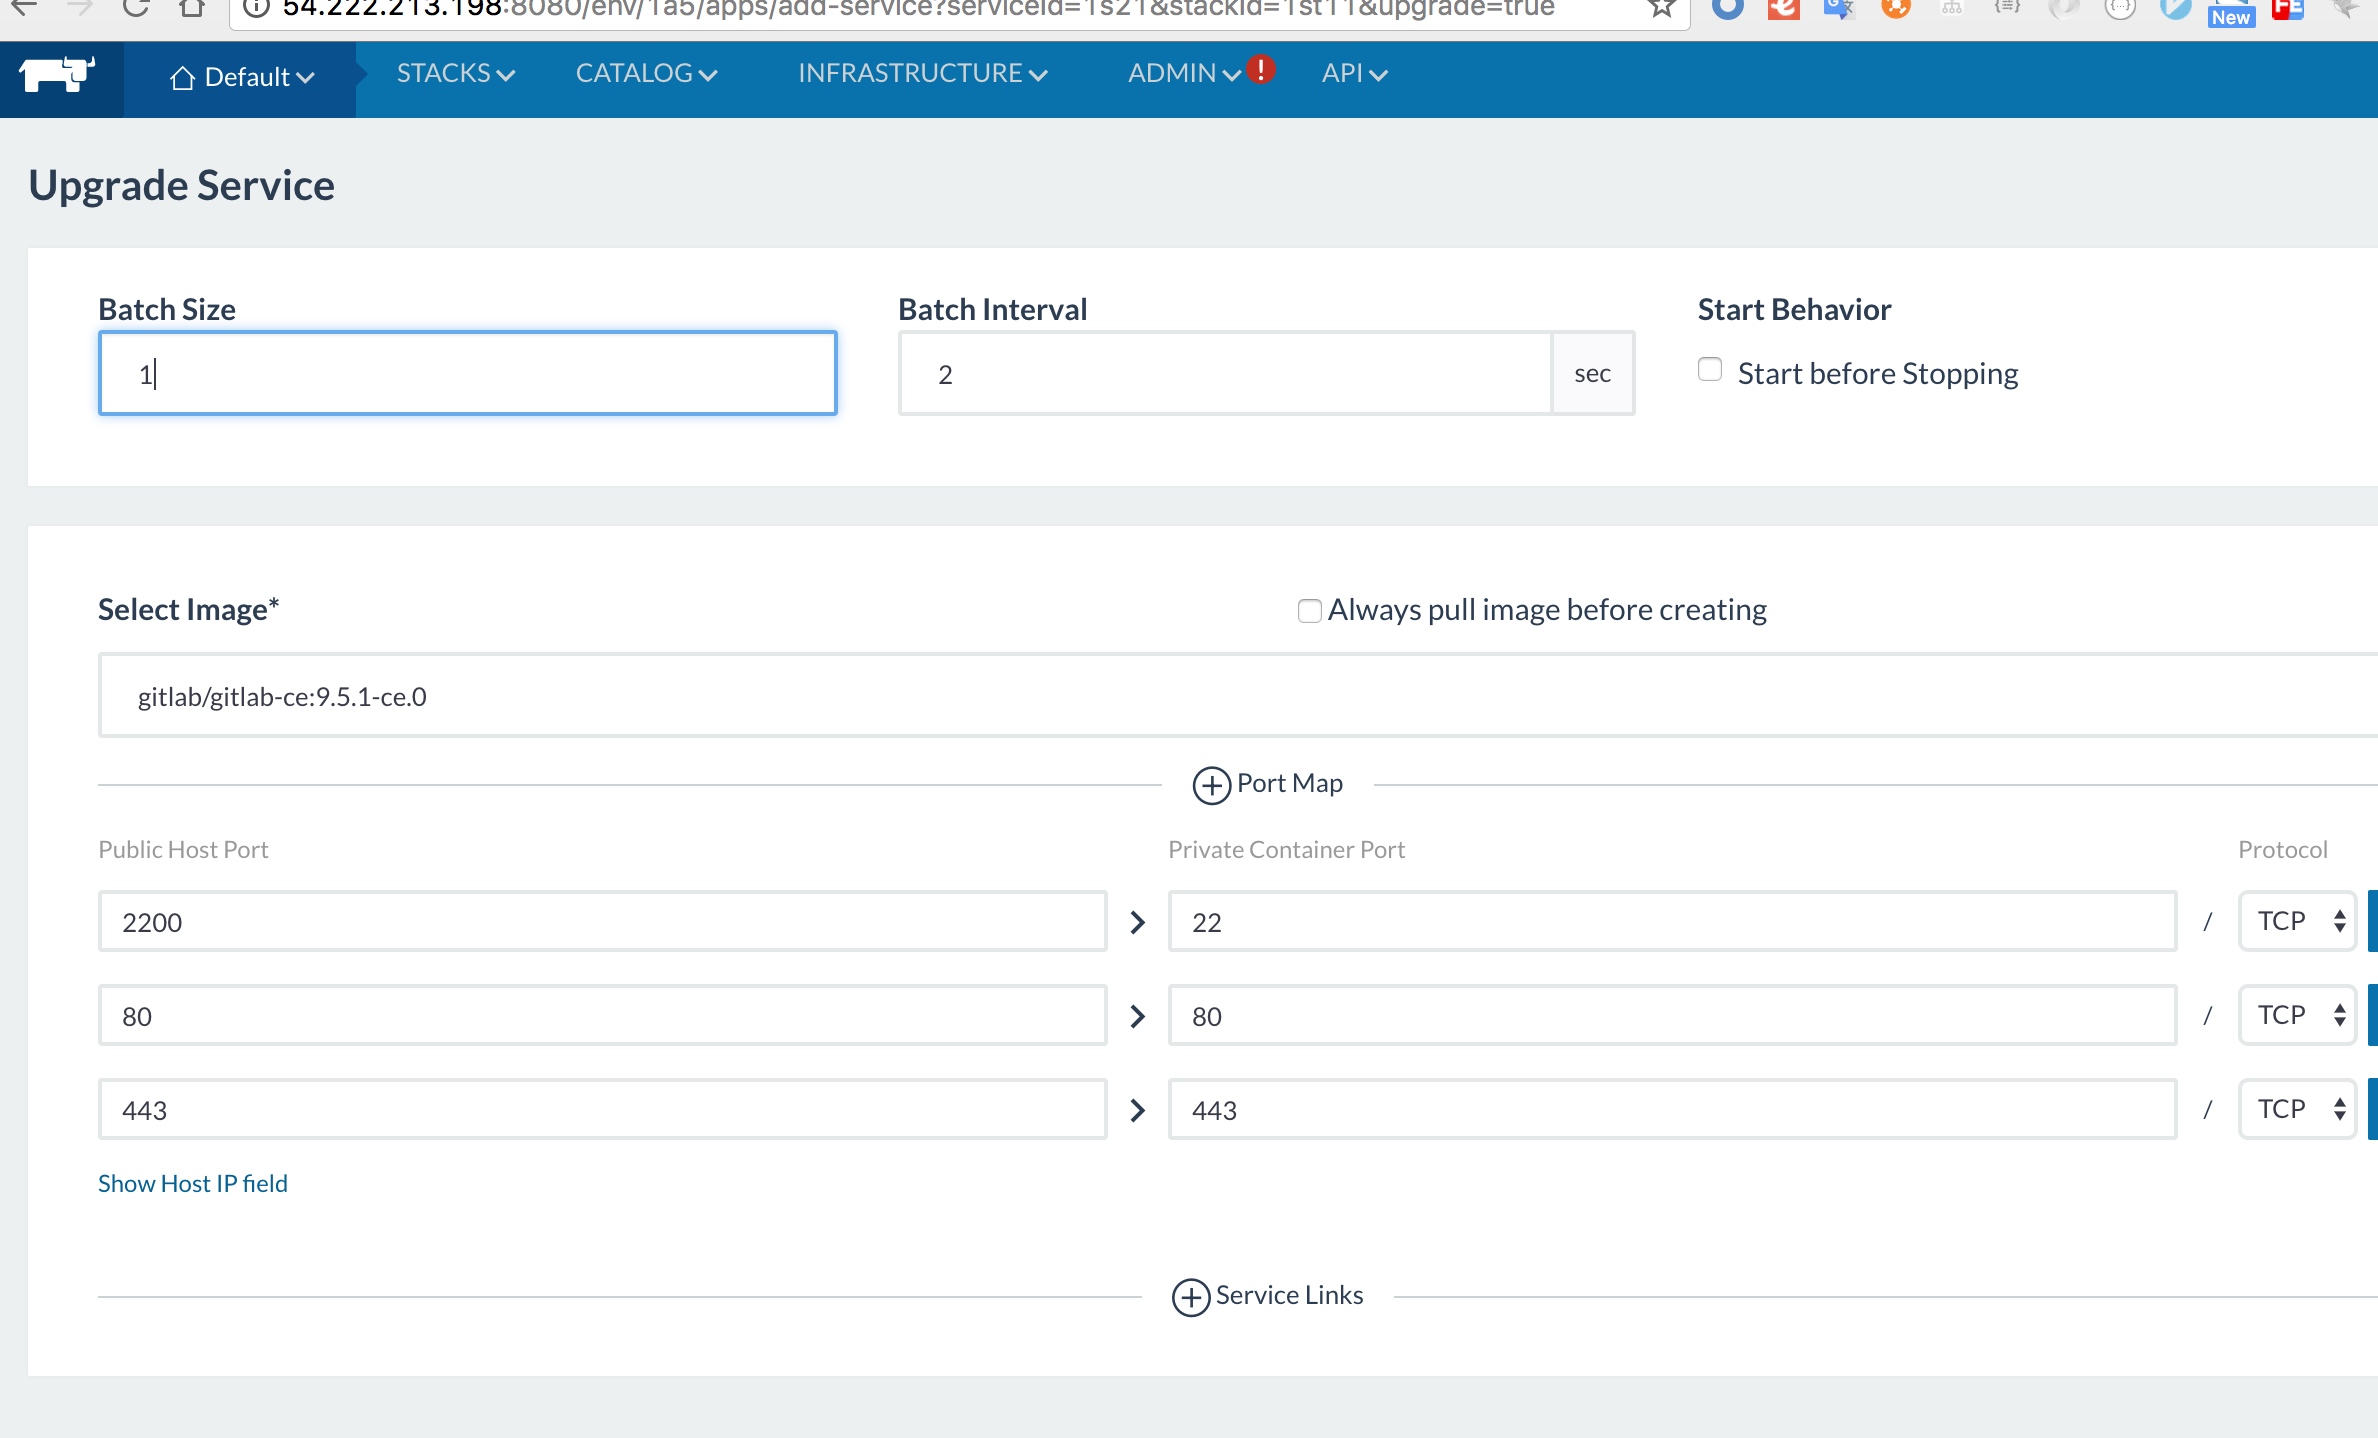 54.222.213.198:8080/env/1a5/apps/add-service?serviceId=1s21&stackId=1st11&upgrade=true
New
FE
Default
STACKS
CATALOG
INFRASTRUCTURE
ADMIN
!
API
Upgrade Service
Batch Size
Batch Interval
Start Behavior
1
2
sec
Start before Stopping
Select Image*
Always pull image before creating
gitlab/gitlab-ce:9.5.1-ce.0
Port Map
Public Host Port
Private Container Port
Protocol
2200
22
/
TCP
80
80
/
TCP
443
443
/
TCP
Show Host IP field
Service Links